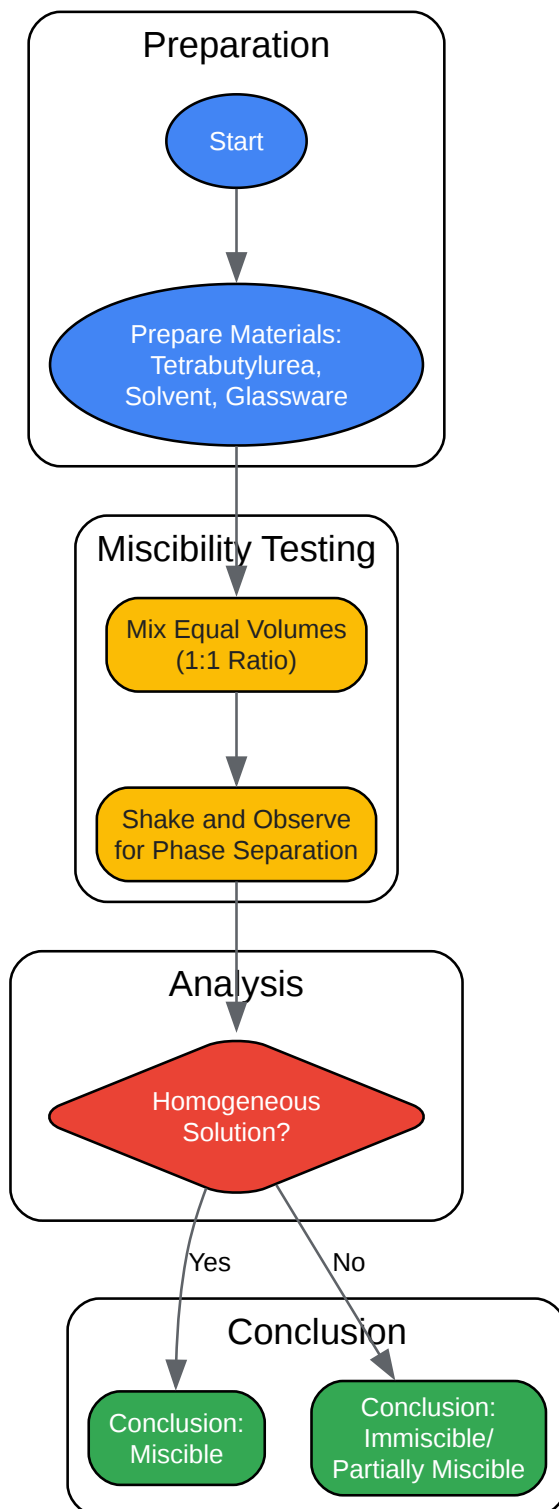 Preparation
Start
Prepare Materials:
Tetrabutylurea,
Solvent, Glassware
Miscibility Testing
Mix Equal Volumes
(1:1 Ratio)
Shake and Observe
for Phase Separation
Analysis
Homogeneous
Solution?
Yes
No
Conclusion
Conclusion:
Miscible
Conclusion:
Immiscible/
Partially Miscible